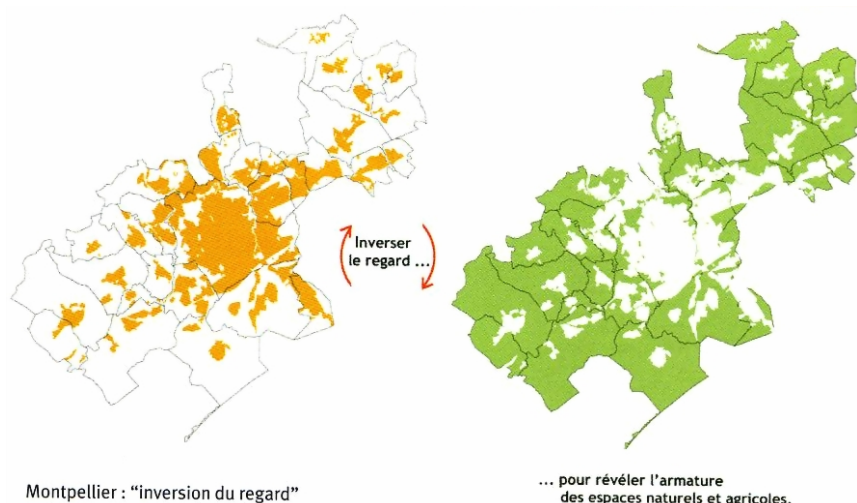 Inverser
le regard ...
Montpellier : “inversion du regard”
... pour révéler l’armature
des espaces naturels et agricoles.